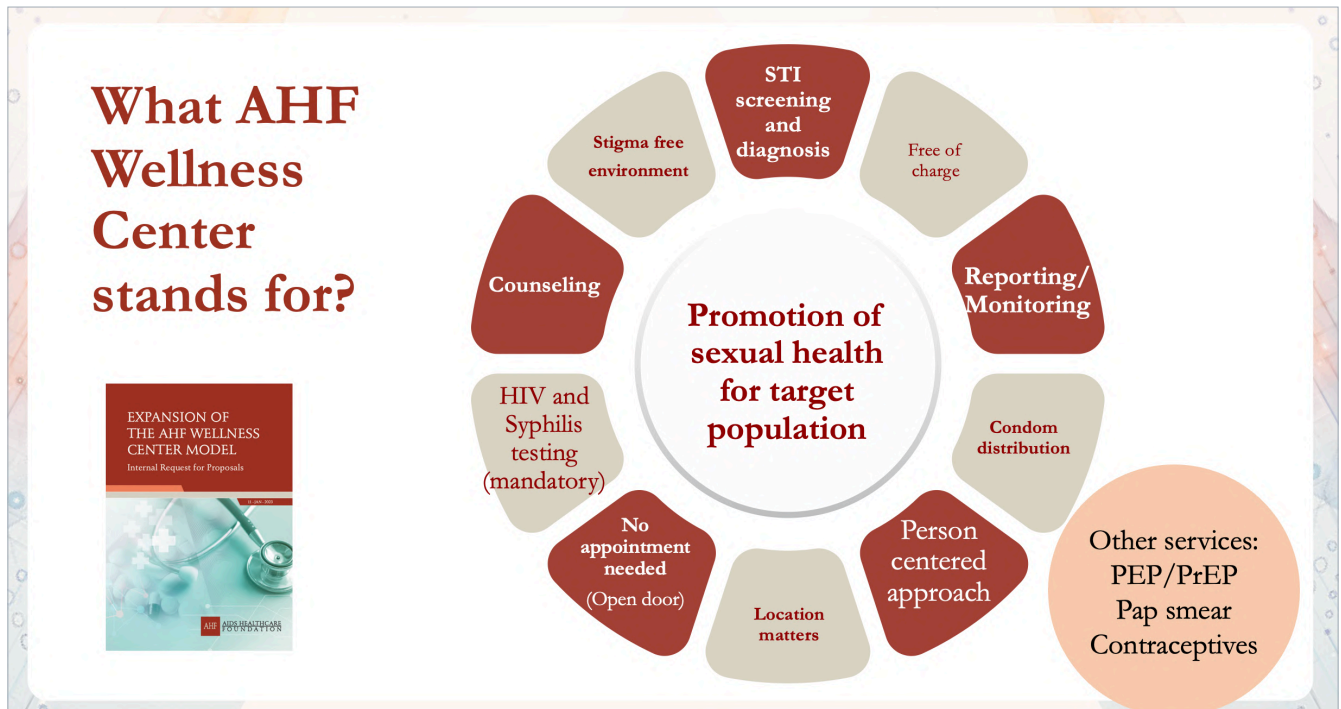 What AHF
Wellness
Center
stands for?
EXPANSION OF
THE AHF WELLNESS
CENTER MODEL
Internal Request for Proposals
AHF AIDS HEALTHCARE
FOUNDATION
STI
screening
and
diagnosis
Free of
charge
Reporting/
Monitoring
Condom
distribution
Person
centered
approach
Location
matters
No
appointment
needed
(Open door)
HIV and
Syphilis
testing
(mandatory)
Counseling
Stigma free
environment
Promotion of
sexual health
for target
population
Other services:
PEP/PrEP
Pap smear
Contraceptives